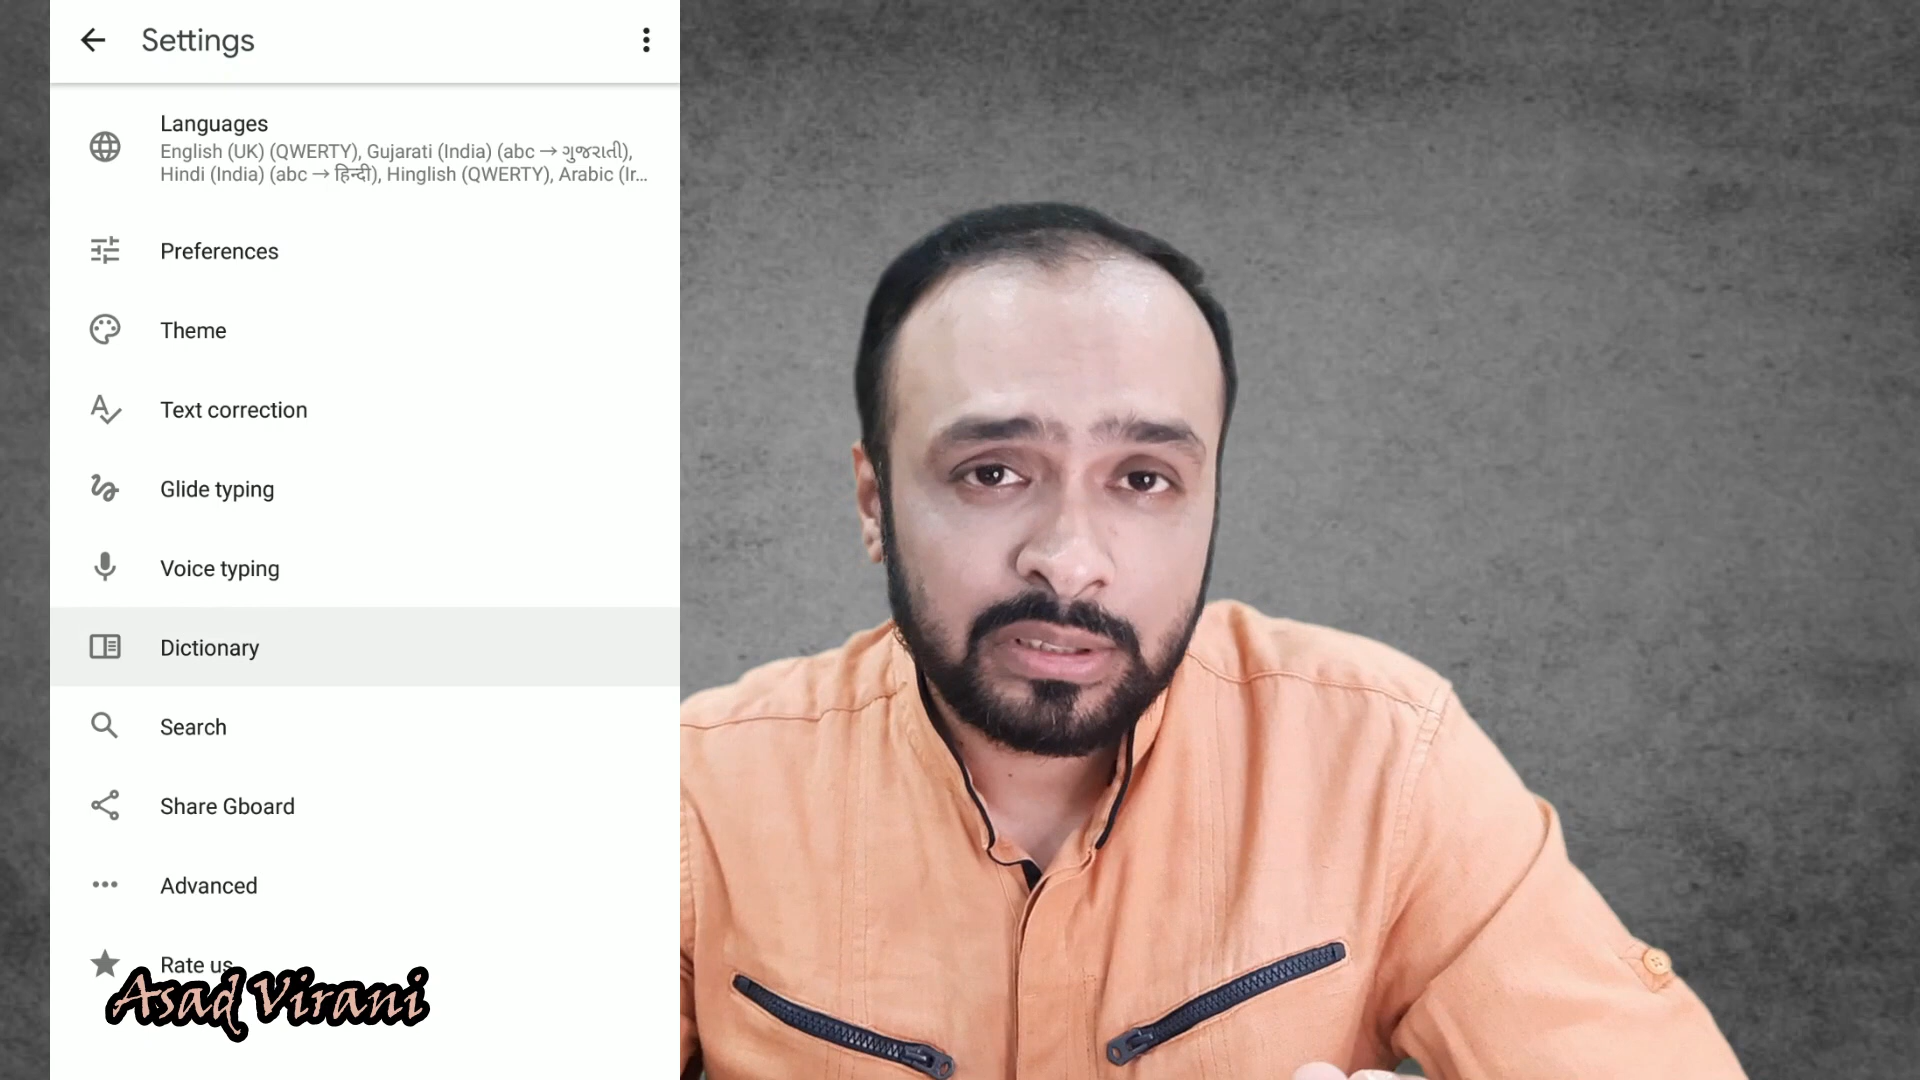 Settings
Languages
English (UK) (QWERTY), Gujarati (India) (abc → ગુજરાતી),
Hindi (India) (abc → हिन्दी), Hinglish (QWERTY), Arabic (Ir...
Preferences
Theme
Text correction
Glide typing
Voice typing
Dictionary
Search
Share Gboard
Advanced
Rate us
Asad Virani